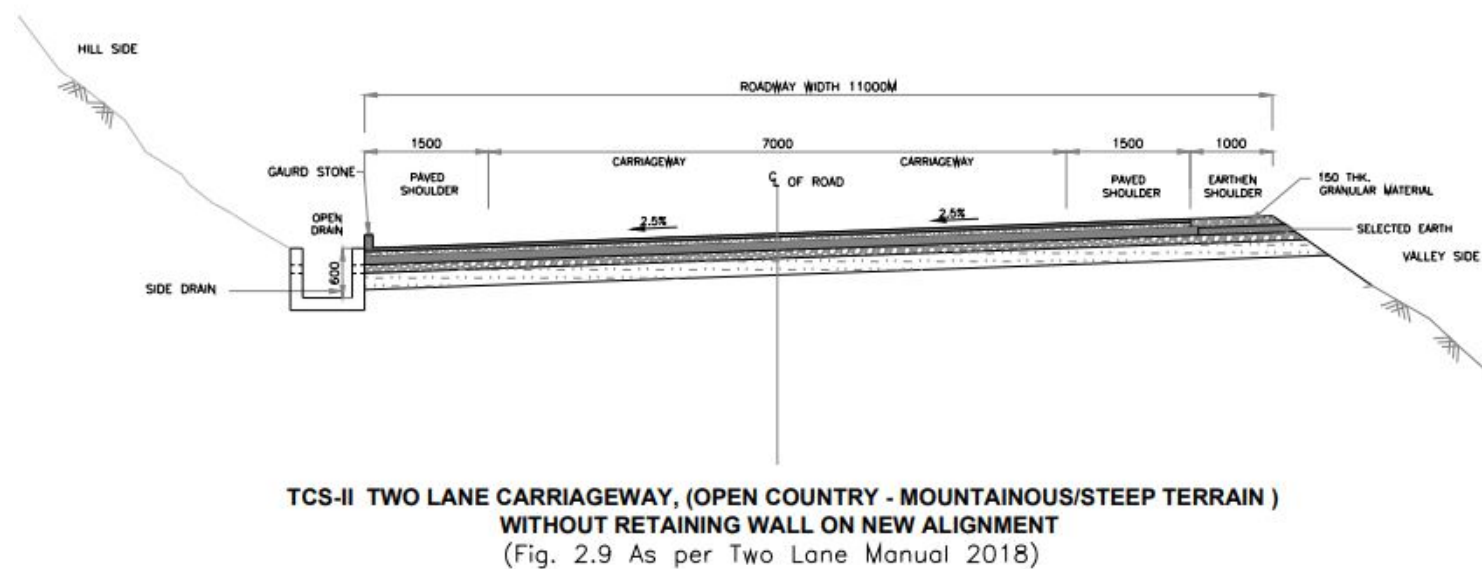 HILL SIDE
ROADWAY WIDTH 11000M
1500
7000
1500
1000
CARRIAGEWAY
CARRIAGEWAY
GAURD STONE
PAVED
SHOULDER
℄ OF ROAD
PAVED
SHOULDER
EARTHEN
SHOULDER
150 THK.
GRANULAR MATERIAL
OPEN
DRAIN
2.5%
2.5%
SELECTED EARTH
VALLEY SIDE
600
SIDE DRAIN
TCS-II TWO LANE CARRIAGEWAY, (OPEN COUNTRY - MOUNTAINOUS/STEEP TERRAIN )
WITHOUT RETAINING WALL ON NEW ALIGNMENT
(Fig. 2.9 As per Two Lane Manual 2018)